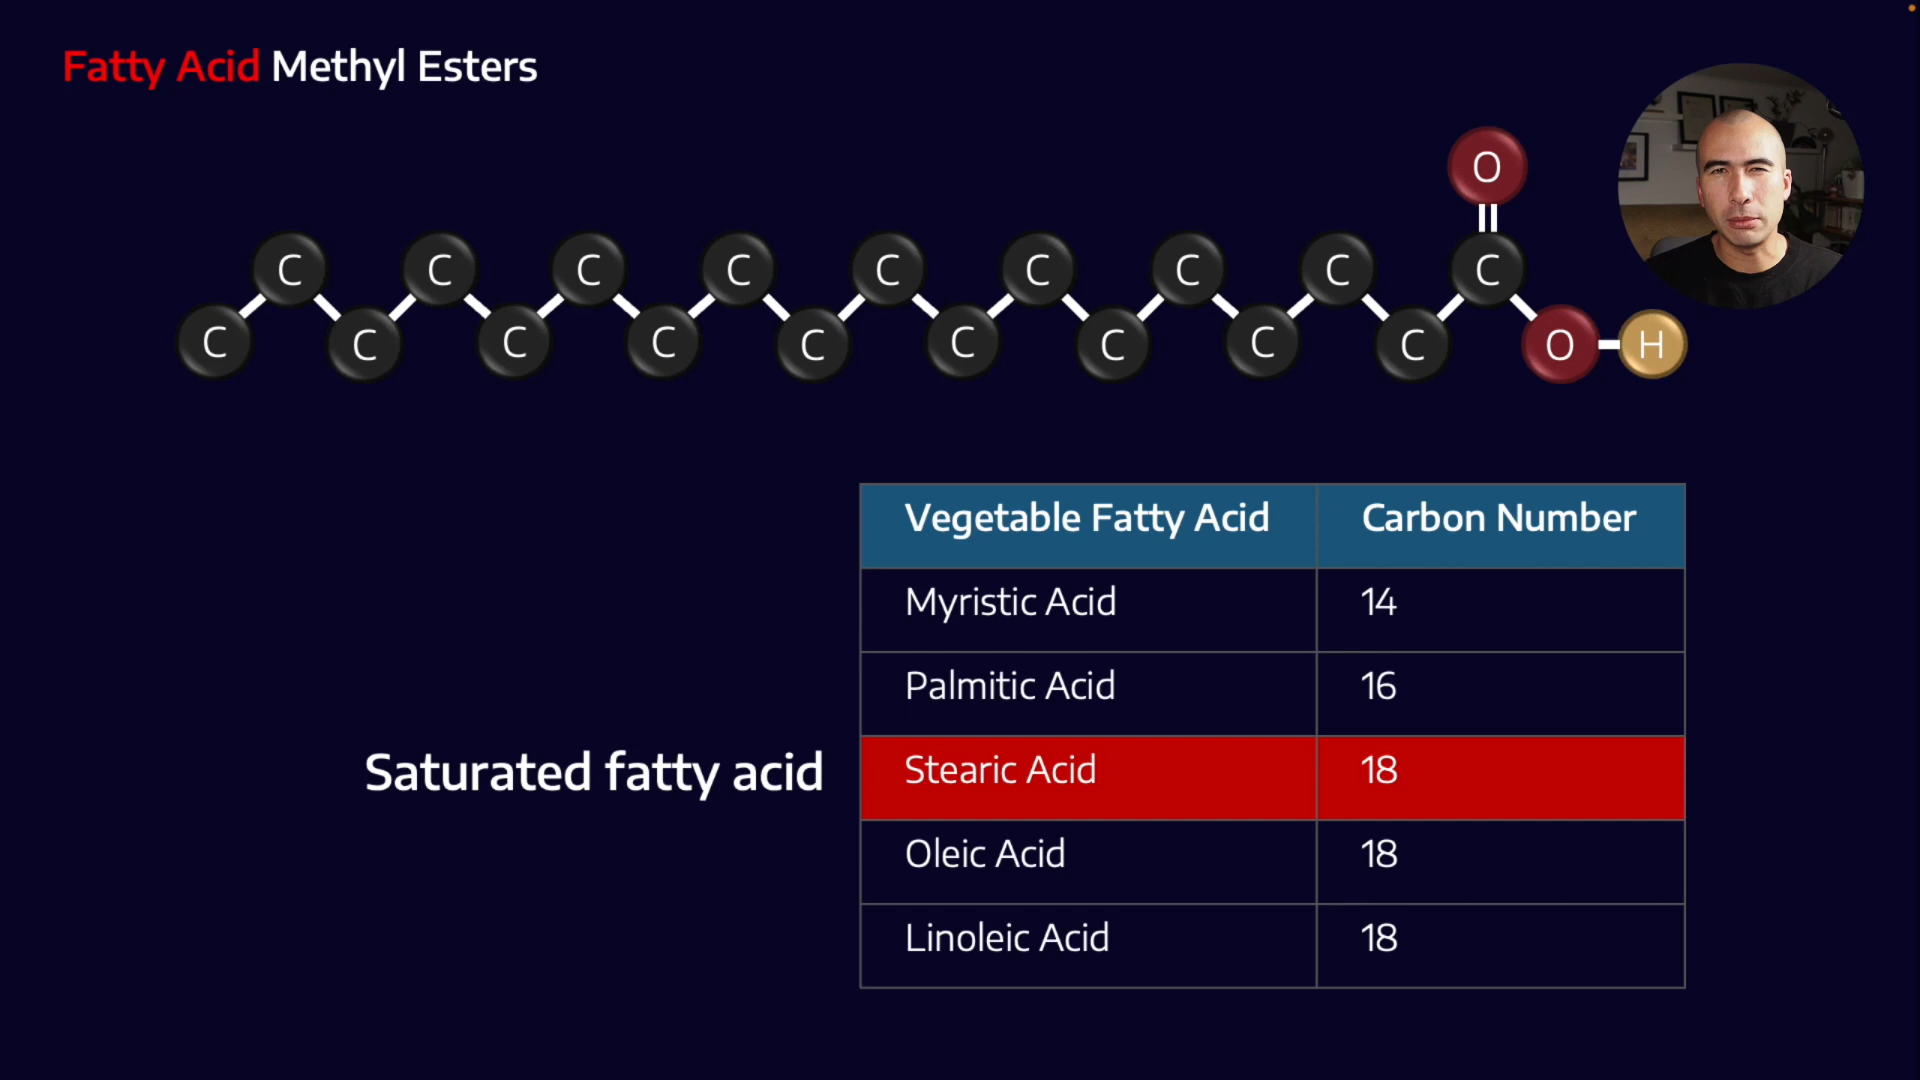 Fatty Acid Methyl Esters
O
C C C C C C C C C
C C C C C C C C C O H
Vegetable Fatty Acid Carbon Number
Myristic Acid 14
Palmitic Acid 16
Saturated fatty acid Stearic Acid 18
Oleic Acid 18
Linoleic Acid 18